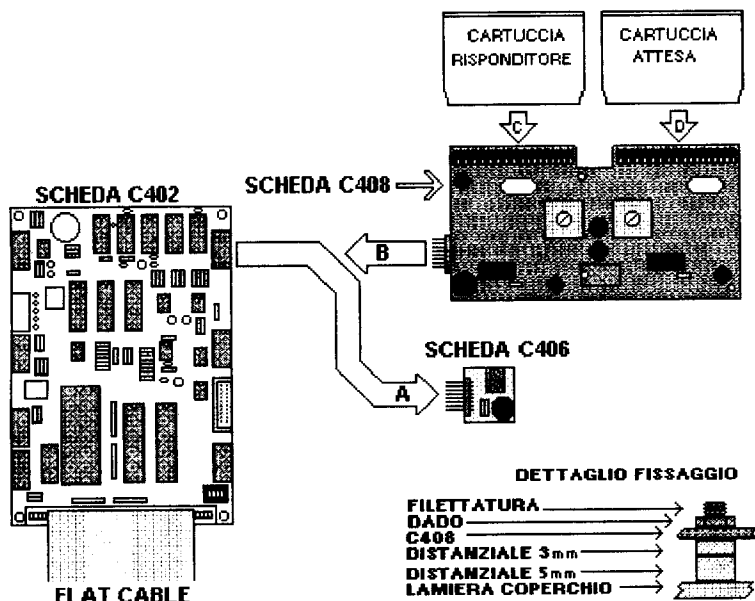 CARTUCCIA
RISPONDITORE
CARTUCCIA
ATTESA
C
D
SCHEDA C402
SCHEDA C408
B
SCHEDA C406
A
DETTAGLIO FISSAGGIO
FILETTATURA
DADO
C408
DISTANZIALE 3mm
DISTANZIALE 5mm
LAMIERA COPERCHIO
FLAT CABLE